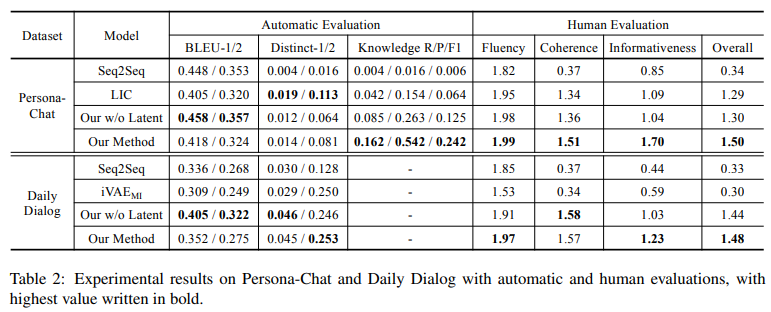 Dataset Model Automatic Evaluation Human Evaluation
BLEU-1/2 Distinct-1/2 Knowledge R/P/F1 Fluency Coherence Informativeness Overall
Persona-Chat Seq2Seq 0.448 / 0.353 0.004 / 0.016 0.004 / 0.016 / 0.006 1.82 0.37 0.85 0.34
LIC 0.405 / 0.320 0.019 / 0.113 0.042 / 0.154 / 0.064 1.95 1.34 1.09 1.29
Our w/o Latent 0.458 / 0.357 0.012 / 0.064 0.085 / 0.263 / 0.125 1.98 1.36 1.04 1.30
Our Method 0.418 / 0.324 0.014 / 0.081 0.162 / 0.542 / 0.242 1.99 1.51 1.70 1.50
Daily Dialog Seq2Seq 0.336 / 0.268 0.030 / 0.128 - 1.85 0.37 0.44 0.33
iVAEMI 0.309 / 0.249 0.029 / 0.250 - 1.53 0.34 0.59 0.30
Our w/o Latent 0.405 / 0.322 0.046 / 0.246 - 1.91 1.58 1.03 1.44
Our Method 0.352 / 0.275 0.045 / 0.253 - 1.97 1.57 1.23 1.48
Table 2: Experimental results on Persona-Chat and Daily Dialog with automatic and human evaluations, with
highest value written in bold.